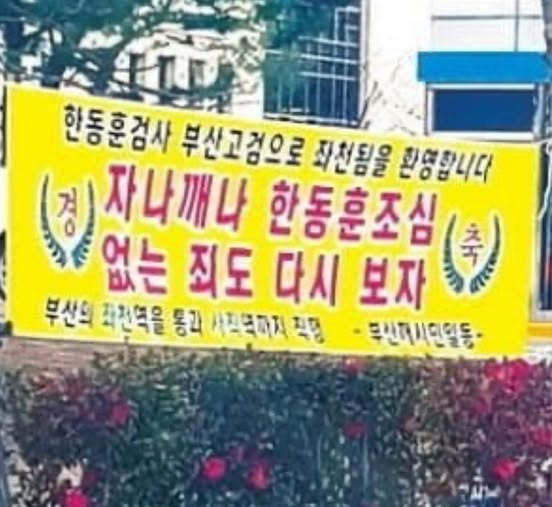 한동훈검사 부산고검으로 좌천됨을 환영합니다
경 자나깨나 한동훈조심 축
없는 죄도 다시 보자
부산의 좌천역을 통과 사직역까지 직행 - 부산깨시민일동-